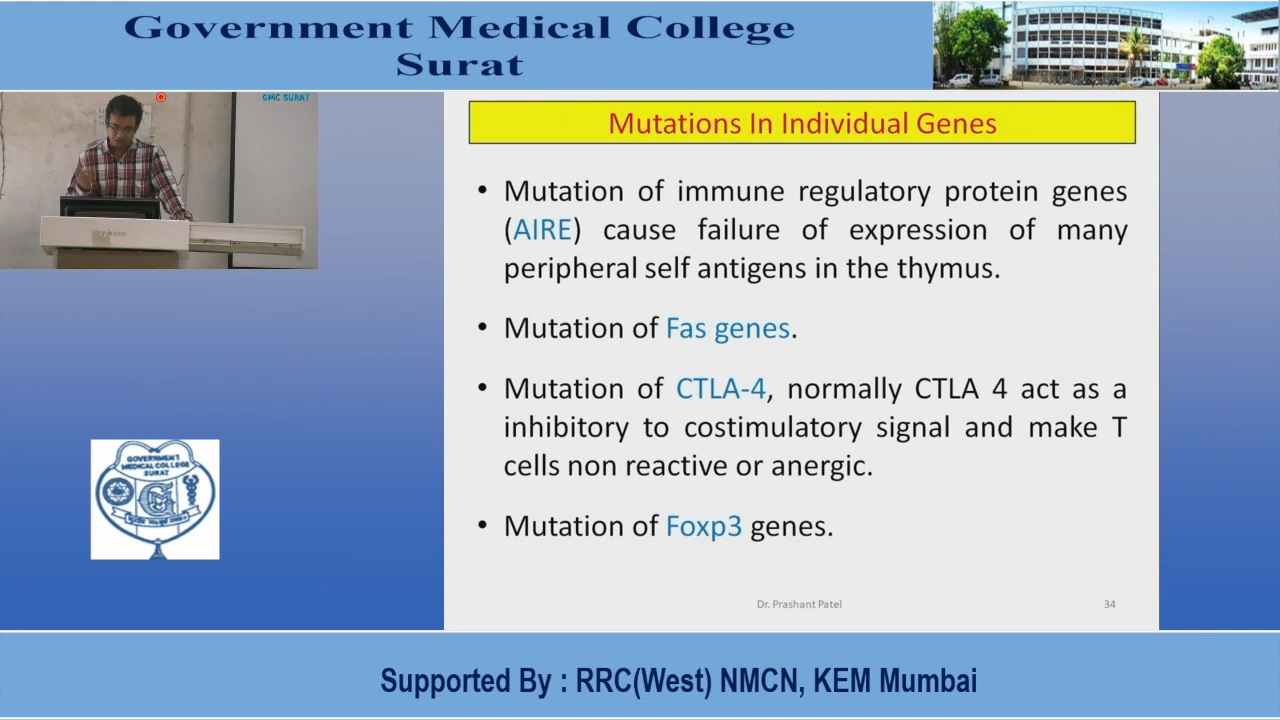 Government Medical College
Surat
GMC SURAT
Mutations In Individual Genes
• Mutation of immune regulatory protein genes
(AIRE) cause failure of expression of many
peripheral self antigens in the thymus.
• Mutation of Fas genes.
• Mutation of CTLA-4, normally CTLA 4 act as a
inhibitory to costimulatory signal and make T
cells non reactive or anergic.
• Mutation of Foxp3 genes.
Dr. Prashant Patel
34
GOVERNMENT
MEDICAL COLLEGE
SURAT
Supported By : RRC(West) NMCN, KEM Mumbai